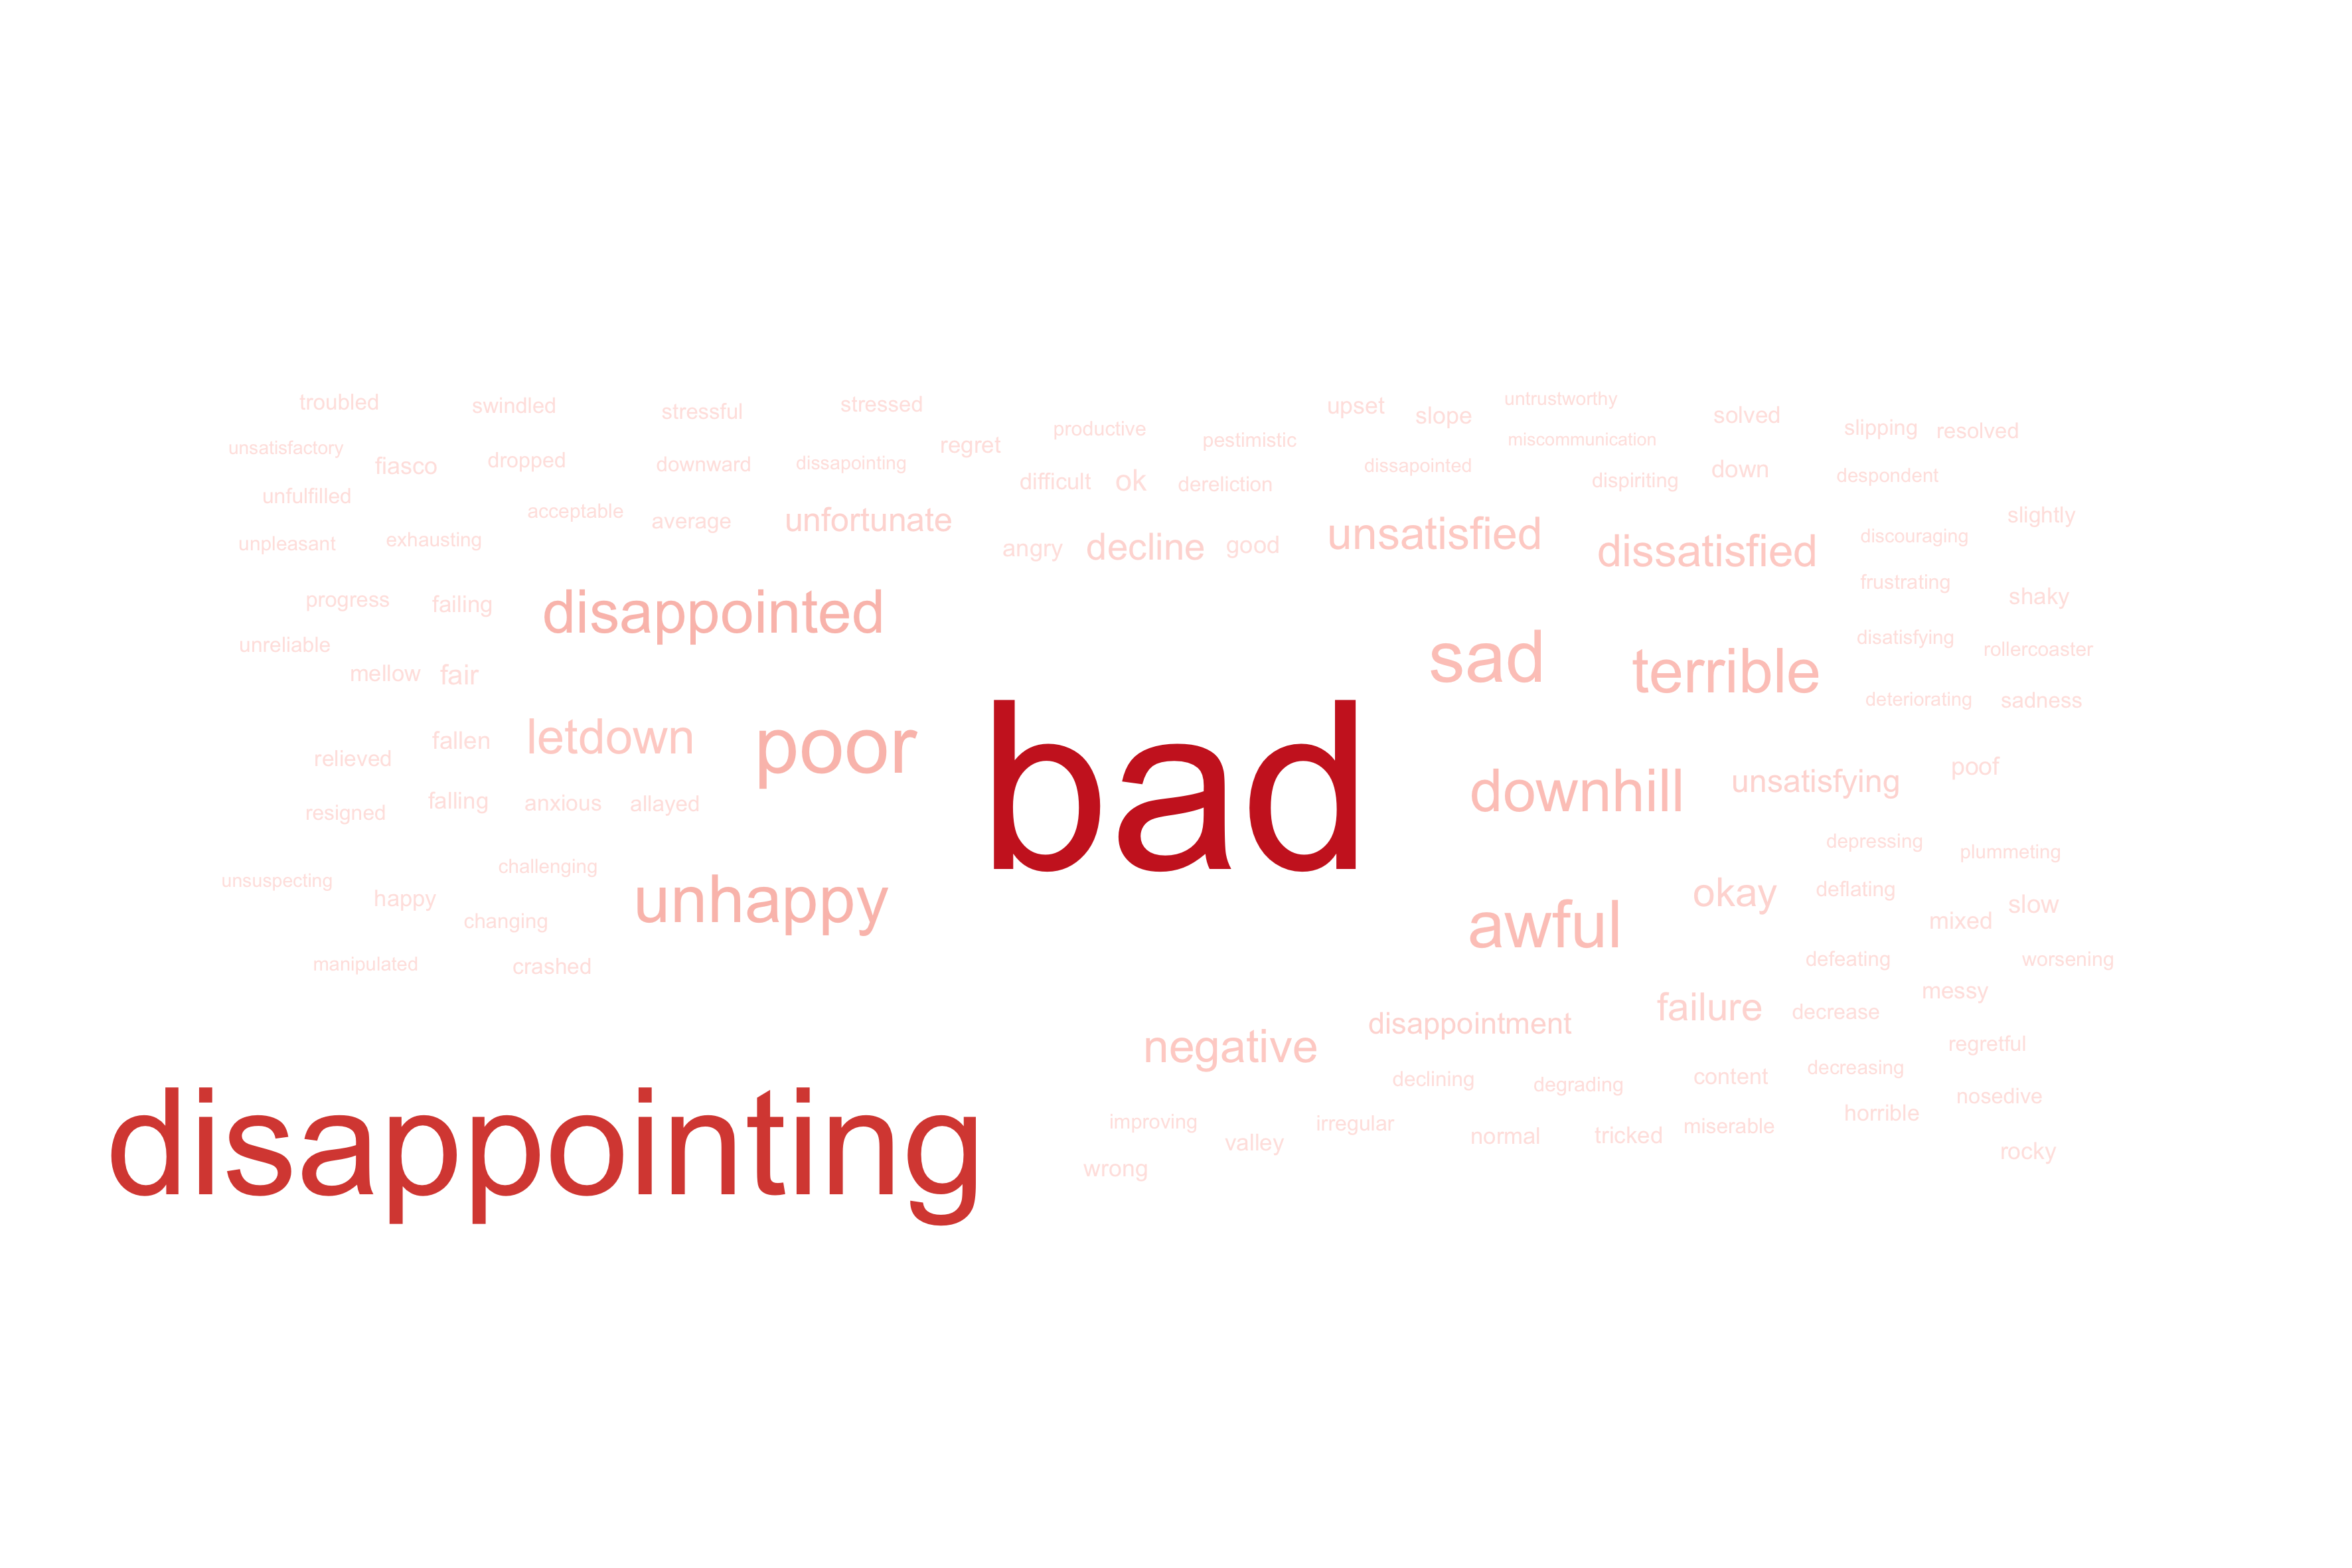 troubled swindled stressful stressed upset slope untrustworthy solved slipping resolved
unsatisfactory fiasco dropped downward dissapointing regret productive pestimistic miscommunication
unfulfilled difficult ok dereliction dissapointed dispiriting down despondent
unpleasant exhausting acceptable average unfortunate angry decline good unsatisfied dissatisfied discouraging slightly
progress failing disappointed frustrating shaky
unreliable sad terrible disatisfying rollercoaster
mellow fair deteriorating sadness
relieved fallen letdown poor bad downhill unsatisfying poof
resigned falling anxious allayed depressing plummeting
unsuspecting happy challenging changing unhappy awful okay deflating mixed slow
manipulated crashed defeating worsening
negative disappointment failure decrease messy
declining degrading content decreasing regretful
disappointing improving valley irregular normal tricked miserable horrible nosedive
wrong rocky